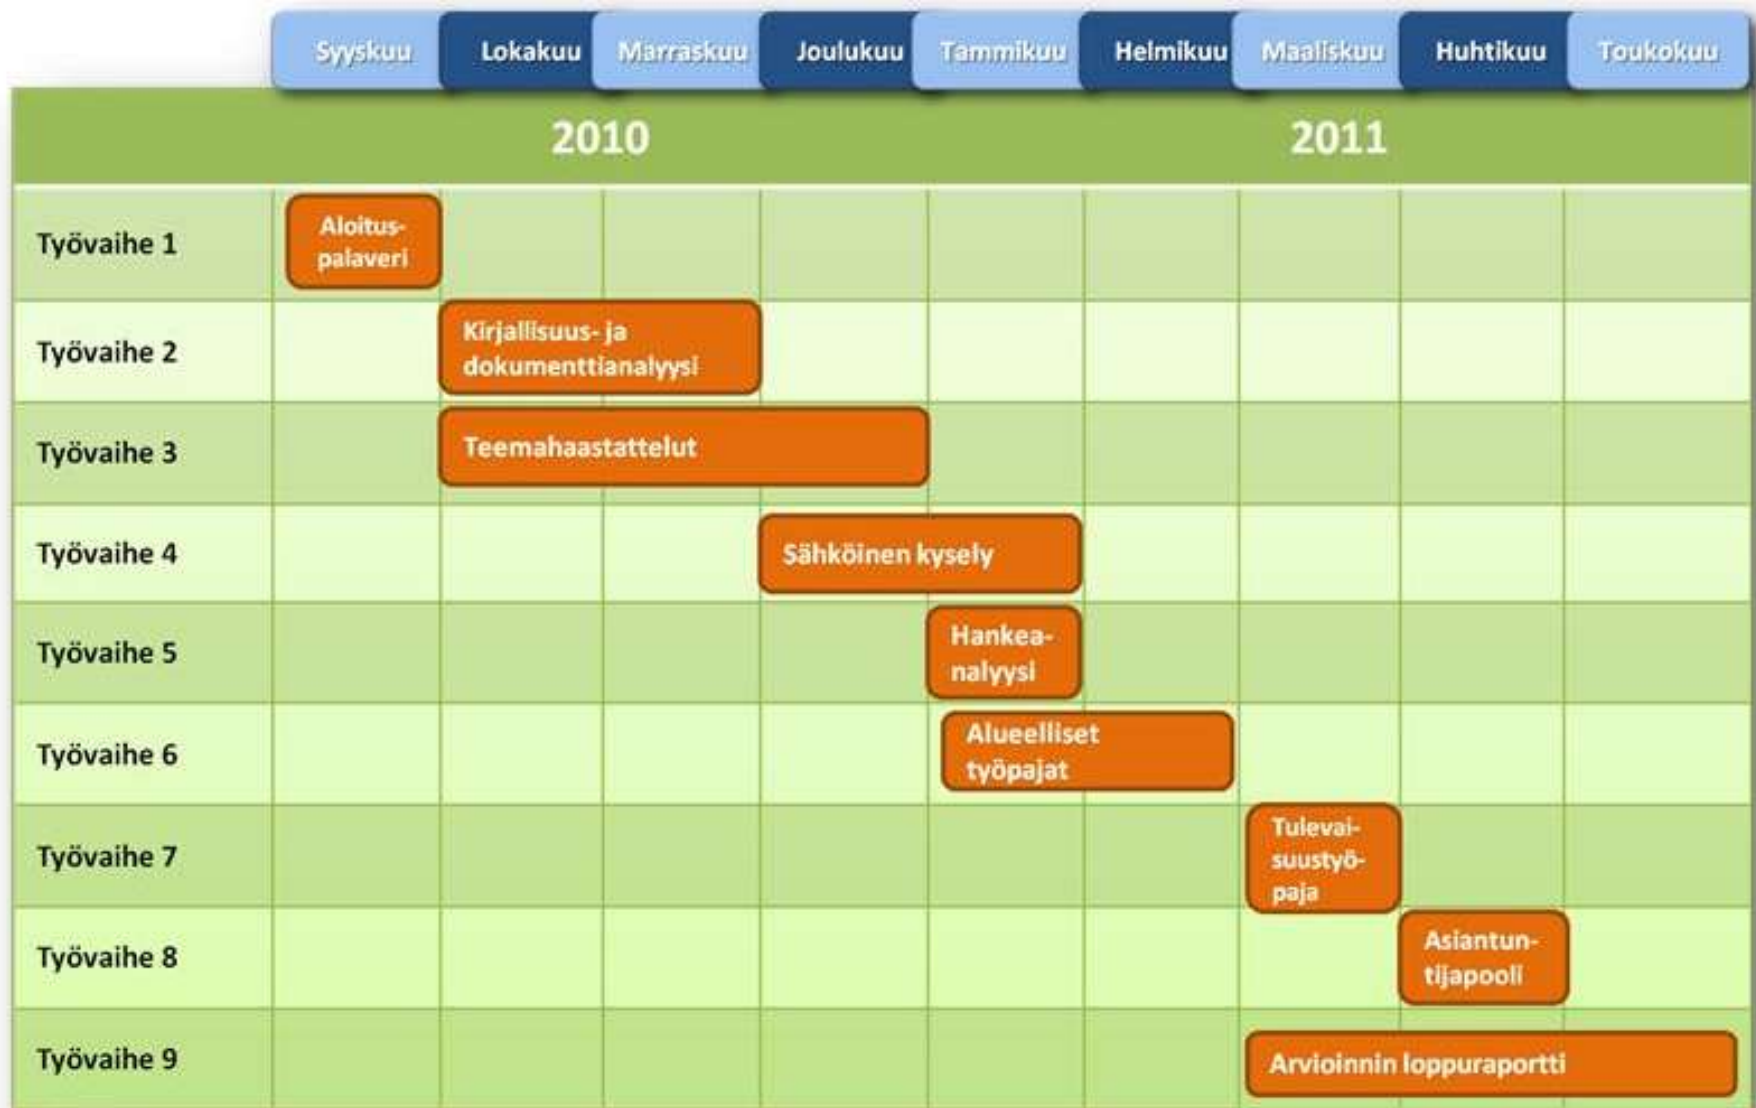 Syyskuu Lokakuu Marraskuu Joulukuu Tammikuu Helmikuu Maaliskuu Huhtikuu Toukokuu
2010 2011
Työvaihe 1
Aloitus-
palaveri
Työvaihe 2
Kirjallisuus- ja
dokumenttianalyysi
Työvaihe 3
Teemahaastattelut
Työvaihe 4
Sähköinen kysely
Työvaihe 5
Hankea-
nalyysi
Työvaihe 6
Alueelliset
työpajat
Työvaihe 7
Tulevai-
suustyö-
paja
Työvaihe 8
Asiantun-
tijapooli
Työvaihe 9
Arvioinnin loppuraportti